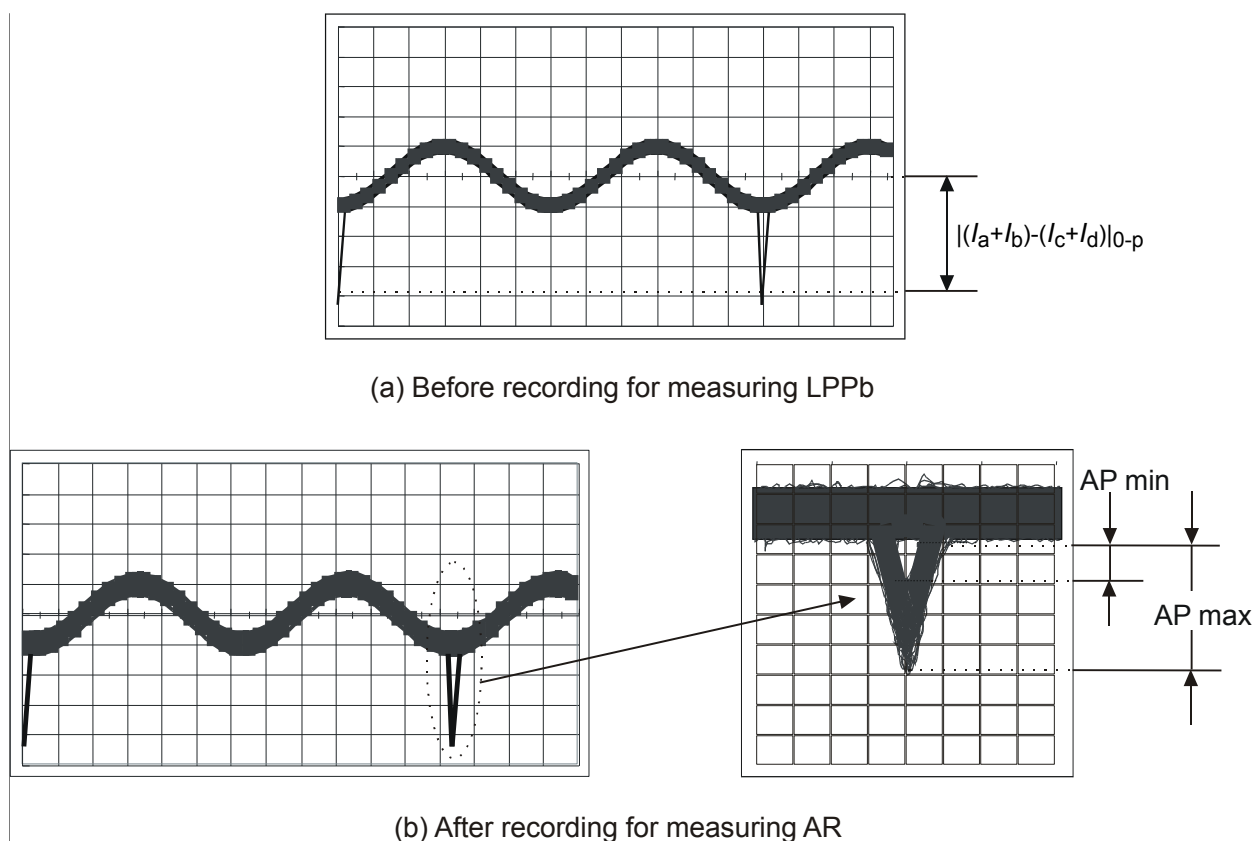 |(Ia+Ib)-(Ic+Id)|0-p
(a) Before recording for measuring LPPb
AP min
AP max
(b) After recording for measuring AR